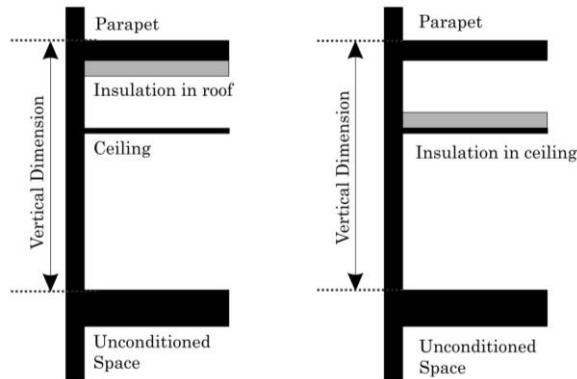 Parapet
Insulation in roof
Ceiling
Vertical Dimension
Unconditioned
Space
Parapet
Insulation in ceiling
Vertical Dimension
Unconditioned
Space